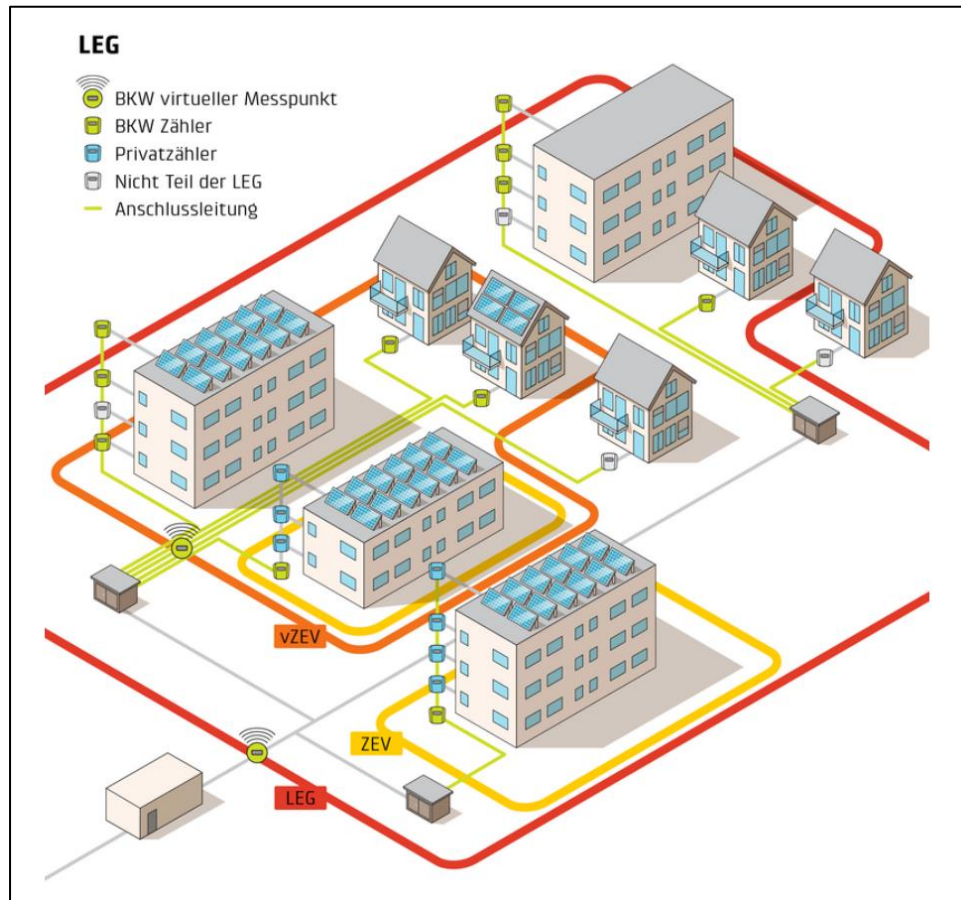 LEG
BKW virtueller Messpunkt
BKW Zähler
Privatzähler
Nicht Teil der LEG
Anschlussleitung
vZEV
ZEV
LEG